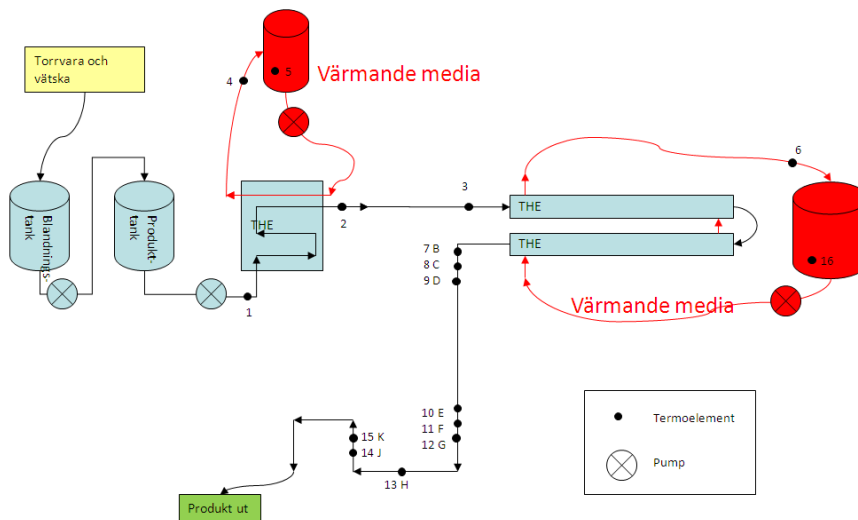 Torrvara och
vätska
4
5
Värmande media
6
Blandnings-
tank
Produkt-
tank
THE
2
3
THE
THE
7 B
8 C
9 D
16
1
Värmande media
10 E
11 F
12 G
15 K
14 J
13 H
Termoelement
Pump
Produkt ut